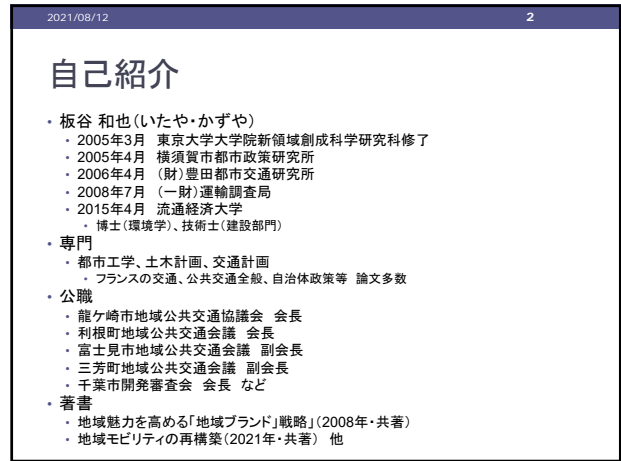 2021/08/12 2
自己紹介
• 板谷 和也（いたや・かずや）
• 2005年3月 東京大学大学院新領域創成科学研究科修了
• 2005年4月 横須賀市都市政策研究所
• 2006年4月 （財）豊田都市交通研究所
• 2008年7月 （一財）運輸調査局
• 2015年4月 流通経済大学
• 博士（環境学）、技術士（建設部門）
• 専門
• 都市工学、土木計画、交通計画
• フランスの交通、公共交通全般、自治体政策等 論文多数
• 公職
• 龍ケ崎市地域公共交通協議会 会長
• 利根町地域公共交通会議 会長
• 富士見市地域公共交通会議 副会長
• 三芳町地域公共交通会議 副会長
• 千葉市開発審査会 会長 など
• 著書
• 地域魅力を高める「地域ブランド」戦略」（2008年・共著）
• 地域モビリティの再構築（2021年・共著） 他